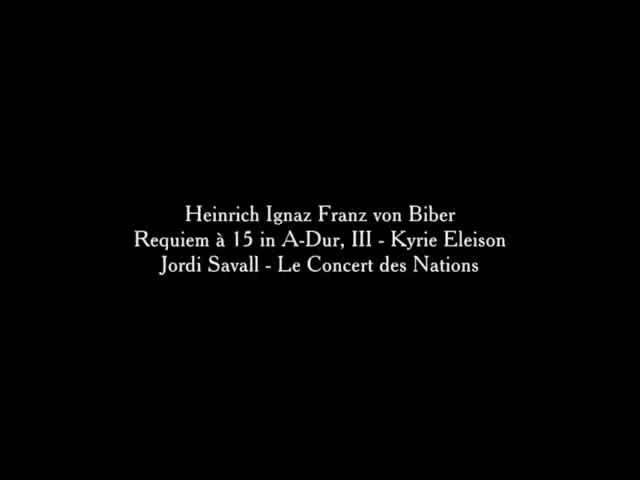 Heinrich Ignaz Franz von Biber
Requiem à 15 in A-Dur, III - Kyrie Eleison
Jordi Savall - Le Concert des Nations